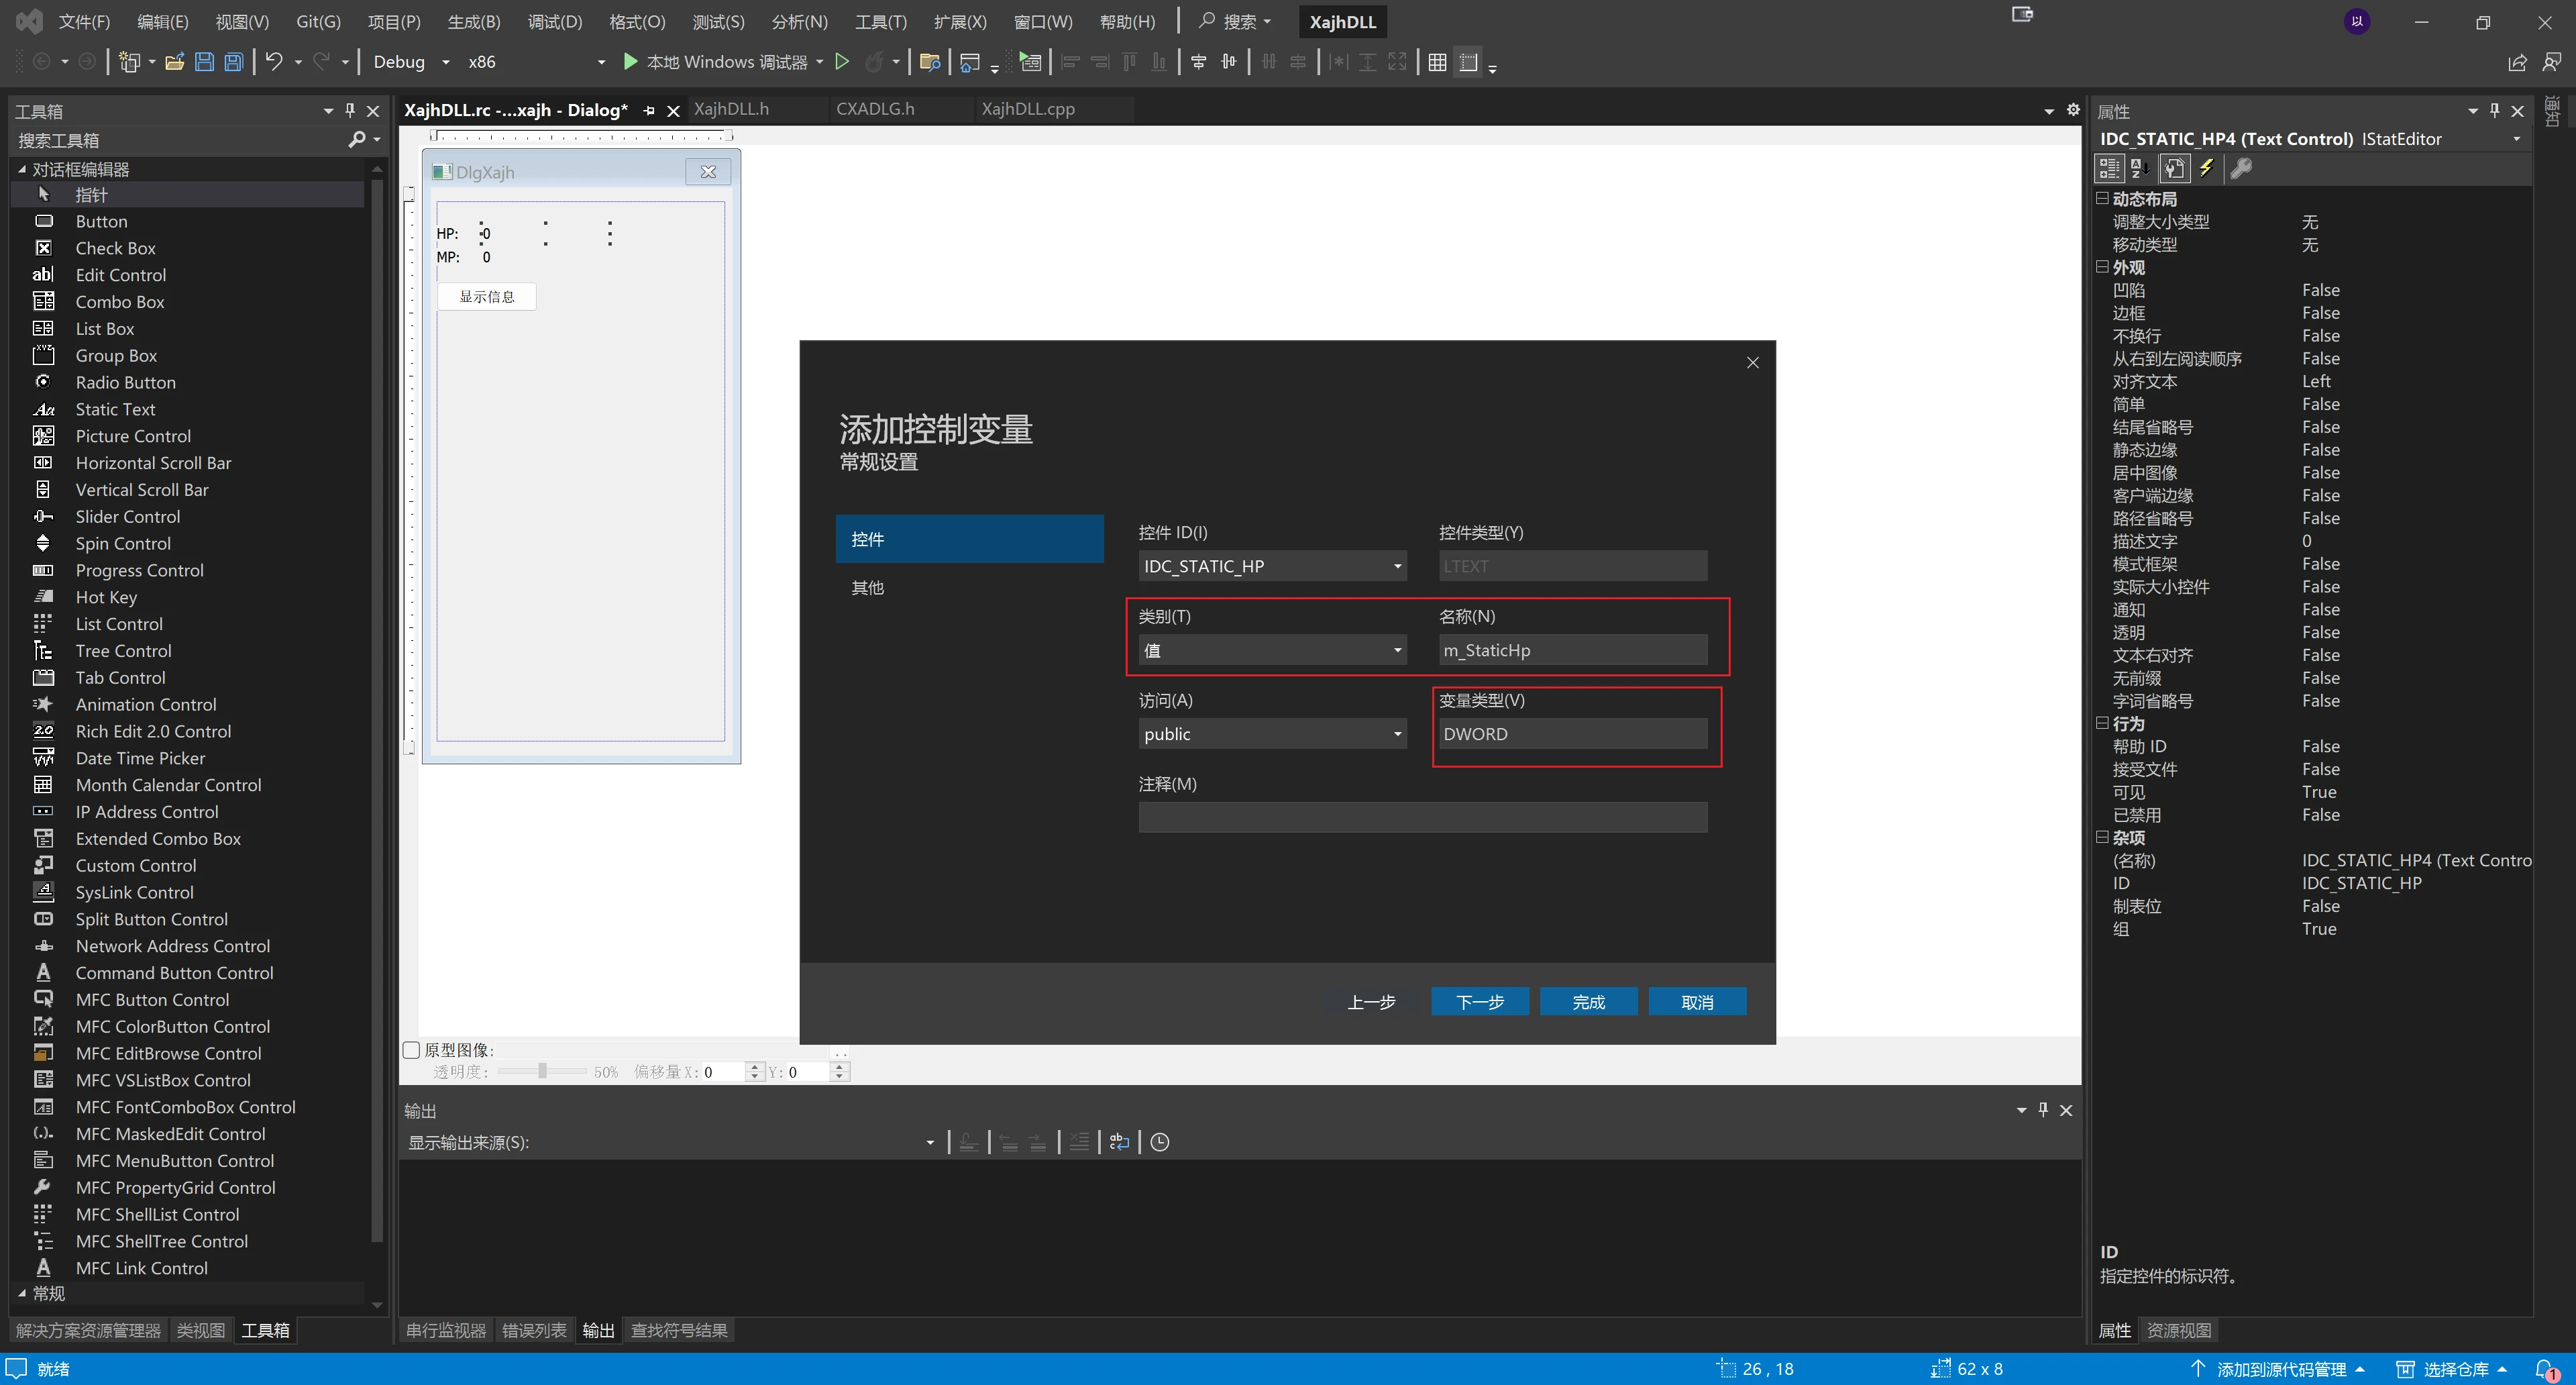 文件(F) 编辑(E) 视图(V) Git(G) 项目(P) 生成(B) 调试(D) 格式(O) 测试(S) 分析(N) 工具(T) 扩展(X) 窗口(W) 帮助(H) 搜索 XajhDLL 以
Debug x86 本地 Windows 调试器
工具箱
搜索工具箱
对话框编辑器
指针
Button
Check Box
Edit Control
Combo Box
List Box
Group Box
Radio Button
Static Text
Picture Control
Horizontal Scroll Bar
Vertical Scroll Bar
Slider Control
Spin Control
Progress Control
Hot Key
List Control
Tree Control
Tab Control
Animation Control
Rich Edit 2.0 Control
Date Time Picker
Month Calendar Control
IP Address Control
Extended Combo Box
Custom Control
SysLink Control
Split Button Control
Network Address Control
Command Button Control
MFC Button Control
MFC ColorButton Control
MFC EditBrowse Control
MFC VSListBox Control
MFC FontComboBox Control
MFC MaskedEdit Control
MFC MenuButton Control
MFC PropertyGrid Control
MFC ShellList Control
MFC ShellTree Control
MFC Link Control
常规
解决方案资源管理器 类视图 工具箱
XajhDLL.rc -...xajh - Dialog* XajhDLL.h CXADLG.h XajhDLL.cpp
DlgXajh
HP: 0
MP: 0
显示信息
添加控制变量
常规设置
控件
其他
控件 ID(I) 控件类型(Y)
IDC_STATIC_HP LTEXT
类别(T) 名称(N)
值 m_StaticHp
访问(A) 变量类型(V)
public DWORD
注释(M)
上一步 下一步 完成 取消
原型图像: ..
透明度: 50% 偏移量 X: 0 Y: 0
输出
显示输出来源(S):
串行监视器 错误列表 输出 查找符号结果
属性
IDC_STATIC_HP4 (Text Control) IStatEditor
动态布局
调整大小类型 无
移动类型 无
外观
凹陷 False
边框 False
不换行 False
从右到左阅读顺序 False
对齐文本 Left
简单 False
结尾省略号 False
静态边缘 False
居中图像 False
客户端边缘 False
路径省略号 False
描述文字 0
模式框架 False
实际大小控件 False
通知 False
透明 False
文本右对齐 False
无前缀 False
字词省略号 False
行为
帮助 ID False
接受文件 False
可见 True
已禁用 False
杂项
(名称) IDC_STATIC_HP4 (Text Contro
ID IDC_STATIC_HP
制表位 False
组 True
ID
指定控件的标识符。
属性 资源视图
通知
就绪 26 , 18 62 x 8 添加到源代码管理 选择仓库 1